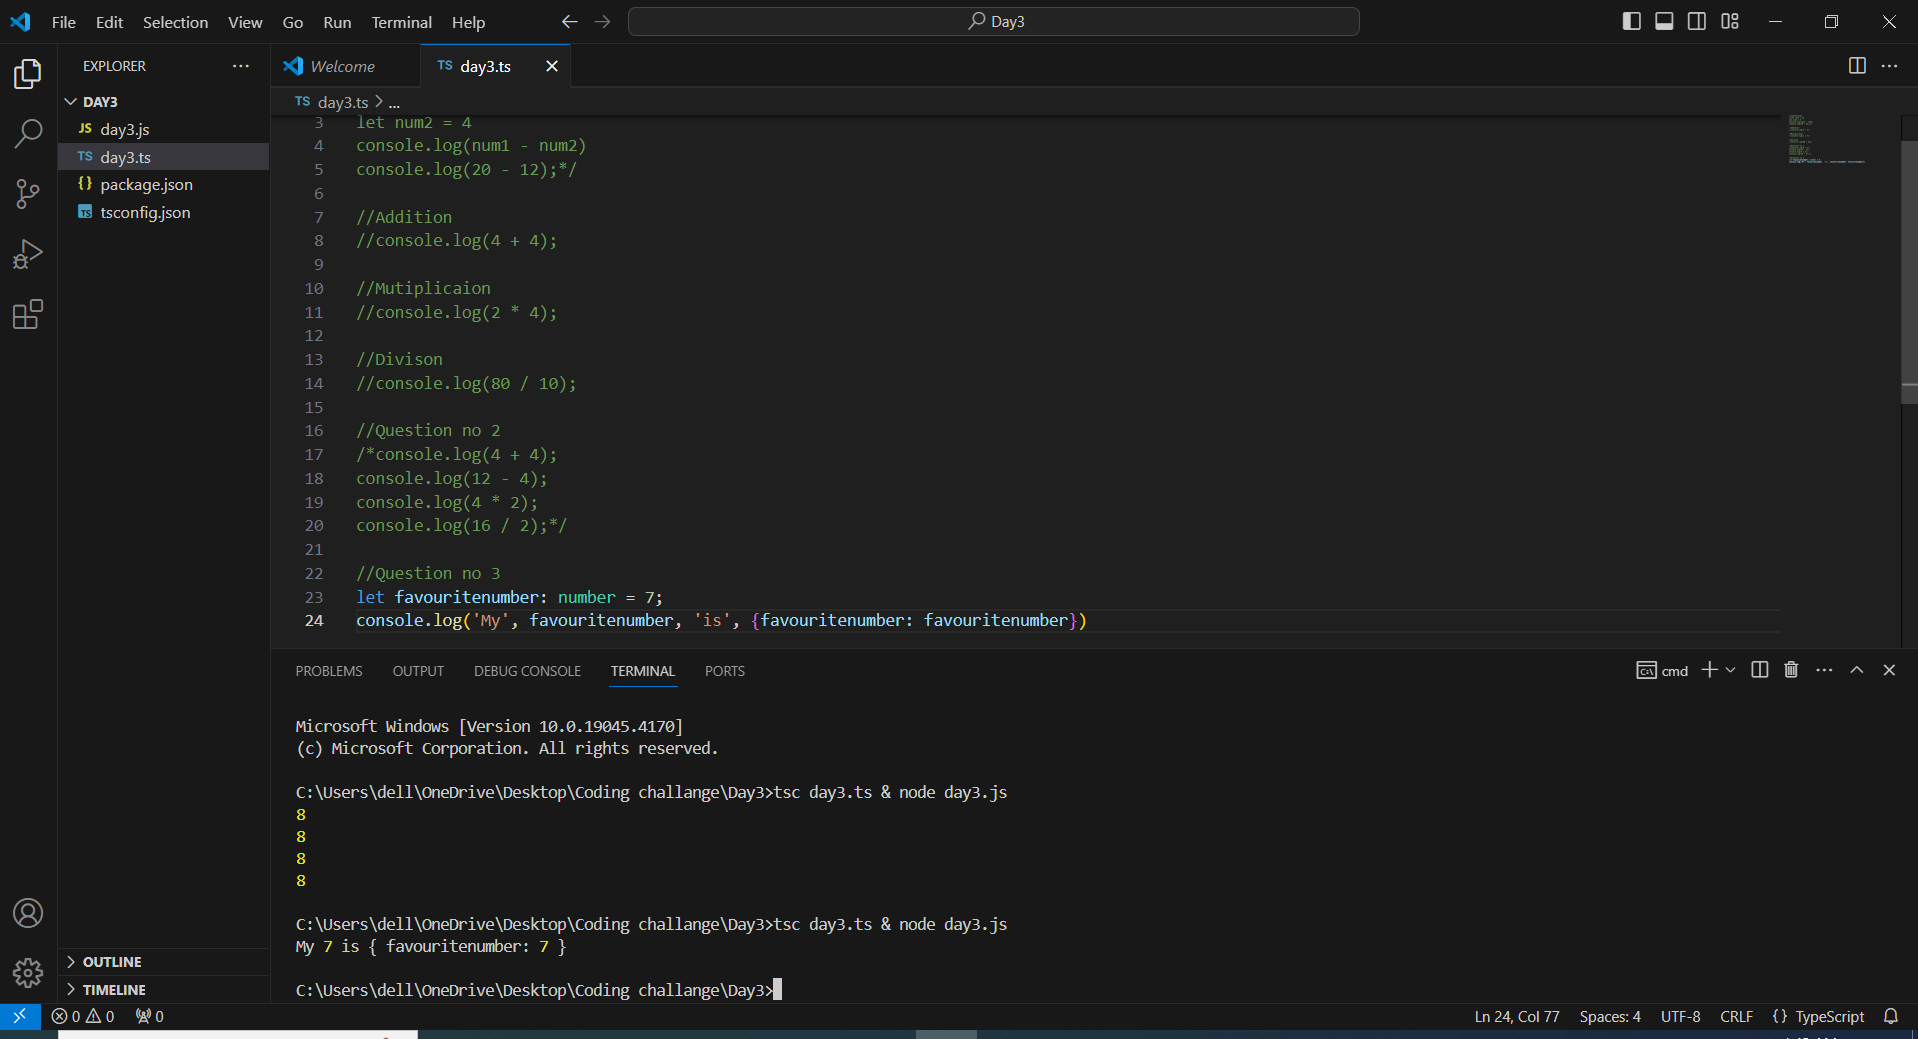 File Edit Selection View Go Run Terminal Help
Day3
EXPLORER
Welcome
TS day3.ts
DAY3
TS day3.ts > ...
JS day3.js
TS day3.ts
{} package.json
TS tsconfig.json
3 let num2 = 4
4 console.log(num1 - num2)
5 console.log(20 - 12);*/
6
7 //Addition
8 //console.log(4 + 4);
9
10 //Mutiplicaion
11 //console.log(2 * 4);
12
13 //Divison
14 //console.log(80 / 10);
15
16 //Question no 2
17 /*console.log(4 + 4);
18 console.log(12 - 4);
19 console.log(4 * 2);
20 console.log(16 / 2);*/
21
22 //Question no 3
23 let favouritenumber: number = 7;
24 console.log('My', favouritenumber, 'is', {favouritenumber: favouritenumber})
PROBLEMS OUTPUT DEBUG CONSOLE TERMINAL PORTS
cmd
Microsoft Windows [Version 10.0.19045.4170]
(c) Microsoft Corporation. All rights reserved.
C:\Users\dell\OneDrive\Desktop\Coding challange\Day3>tsc day3.ts & node day3.js
8
8
8
8
C:\Users\dell\OneDrive\Desktop\Coding challange\Day3>tsc day3.ts & node day3.js
My 7 is { favouritenumber: 7 }
C:\Users\dell\OneDrive\Desktop\Coding challange\Day3>
OUTLINE
TIMELINE
0 0 0
Ln 24, Col 77 Spaces: 4 UTF-8 CRLF {} TypeScript